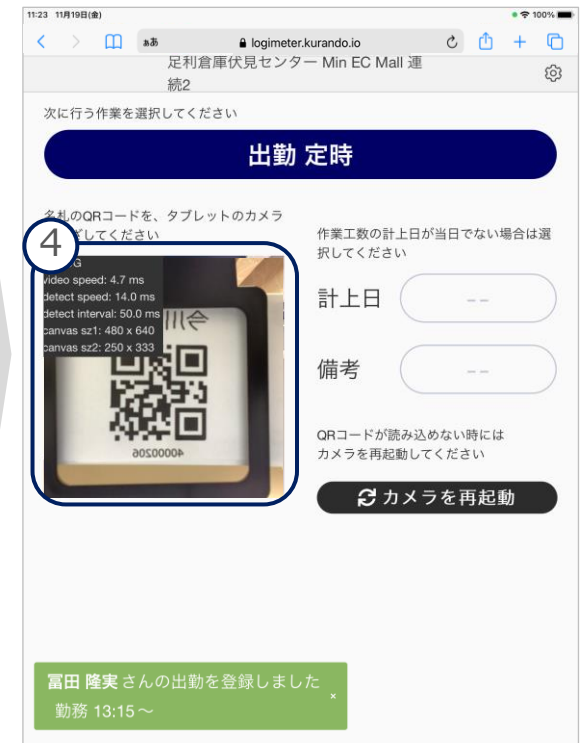 11:23 11月19日(金)
100%
ぁあ
logimeter.kurando.io
足利倉庫伏見センター Min EC Mall 連
続2
次に行う作業を選択してください
出勤 定時
名札のQRコードを、タブレットのカメラ
ざしてください
4
G
video speed: 4.7 ms
detect speed: 14.0 ms
detect interval: 50.0 ms
canvas sz1: 480 x 640
canvas sz2: 250 x 333
今川
40000206
作業工数の計上日が当日でない場合は選
択してください
計上日
--
備考
--
QRコードが読み込めない時には
カメラを再起動してください
カメラを再起動
冨田 隆実さんの出勤を登録しました
×
勤務 13:15～